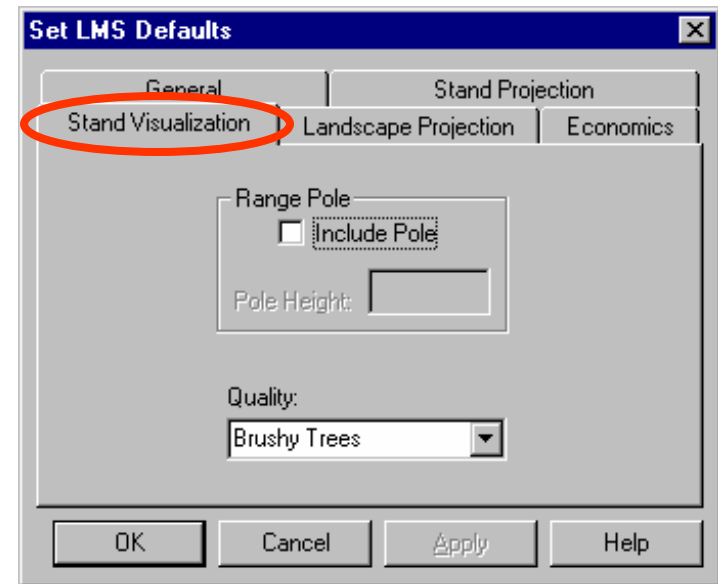 Set LMS Defaults
General Stand Projection
Stand Visualization Landscape Projection Economics
Range Pole
Include Pole
Pole Height:
Quality:
Brushy Trees
OK Cancel Apply Help